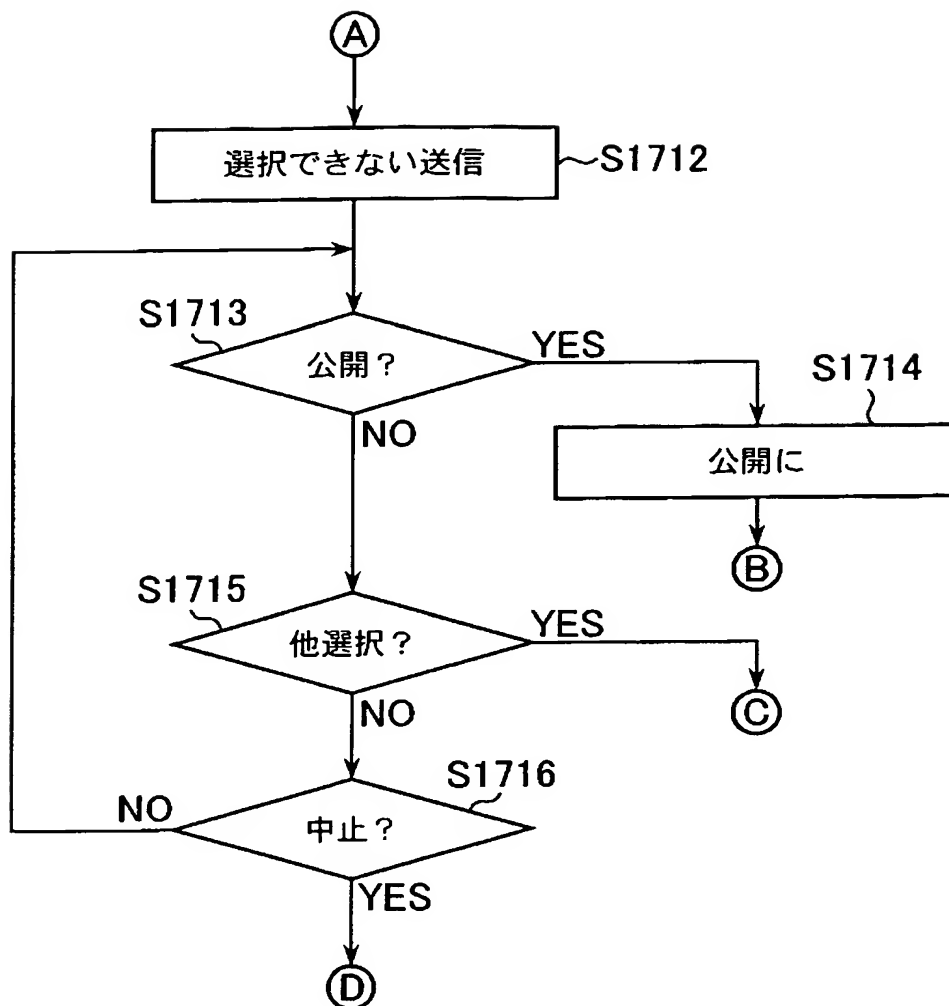 A
選択できない送信
S1712
S1713
公開？
YES
NO
S1714
公開に
B
S1715
他選択？
YES
NO
C
S1716
中止？
NO
YES
D